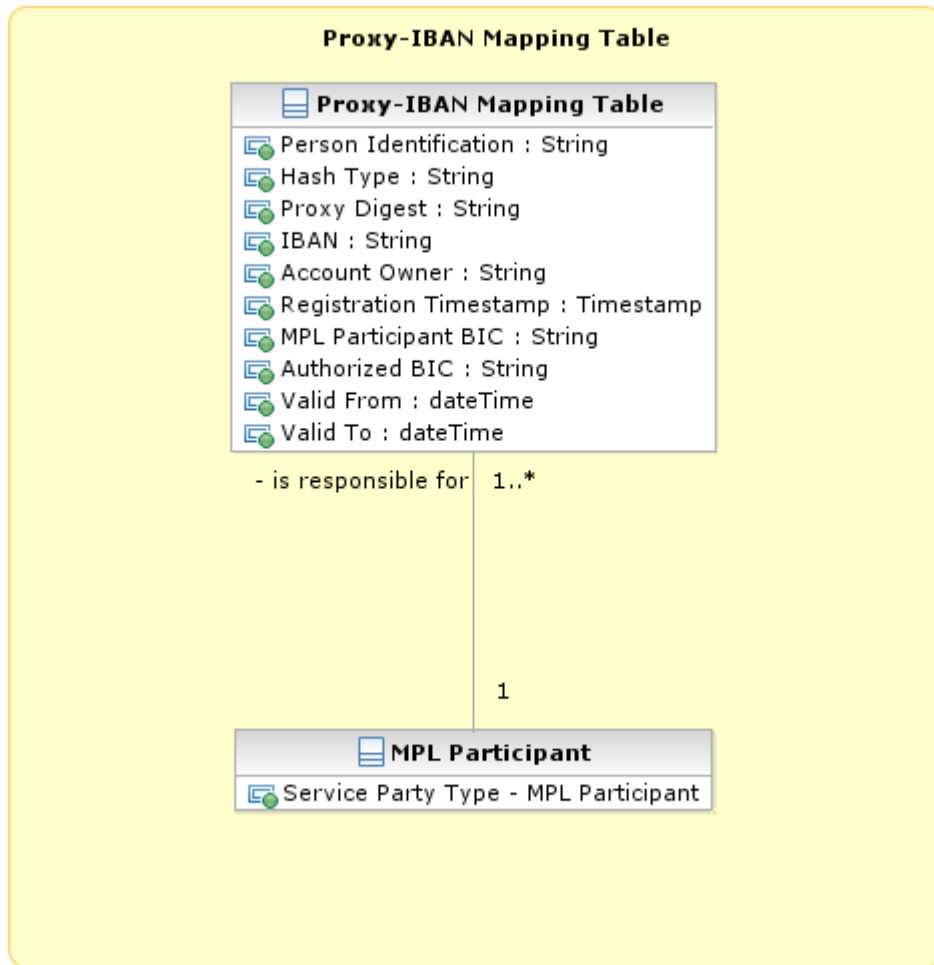 Proxy-IBAN Mapping Table
Proxy-IBAN Mapping Table
Person Identification : String
Hash Type : String
Proxy Digest : String
IBAN : String
Account Owner : String
Registration Timestamp : Timestamp
MPL Participant BIC : String
Authorized BIC : String
Valid From : dateTime
Valid To : dateTime
- is responsible for 1..*
1
MPL Participant
Service Party Type - MPL Participant